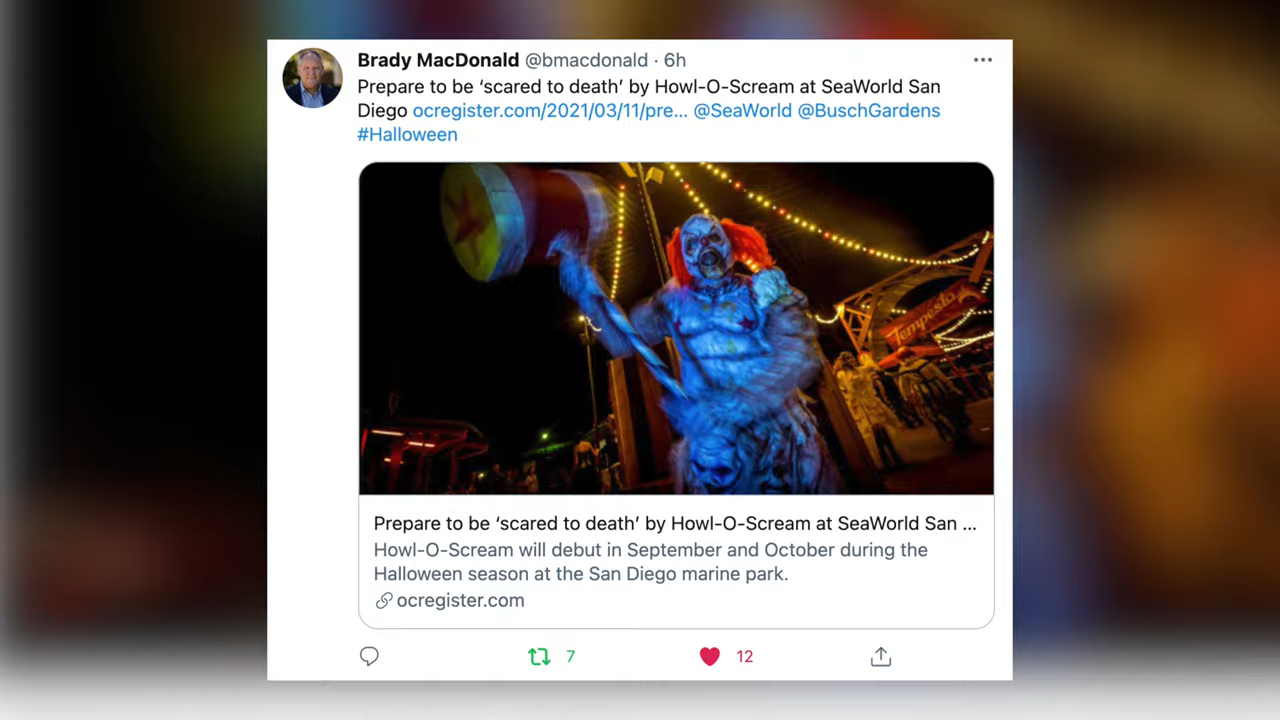 Brady MacDonald @bmacdonald · 6h
Prepare to be ‘scared to death’ by Howl-O-Scream at SeaWorld San
Diego ocregister.com/2021/03/11/pre... @SeaWorld @BuschGardens
#Halloween
Tempesto
Prepare to be ‘scared to death’ by Howl-O-Scream at SeaWorld San ...
Howl-O-Scream will debut in September and October during the
Halloween season at the San Diego marine park.
ocregister.com
7
12